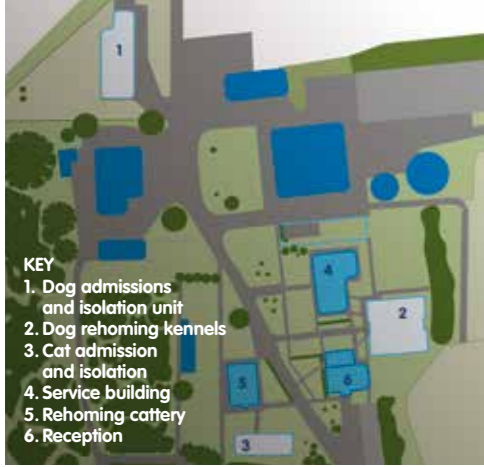 1
4
2
5
6
3
KEY
1. Dog admissions
and isolation unit
2. Dog rehoming kennels
3. Cat admission
and isolation
4. Service building
5. Rehoming cattery
6. Reception